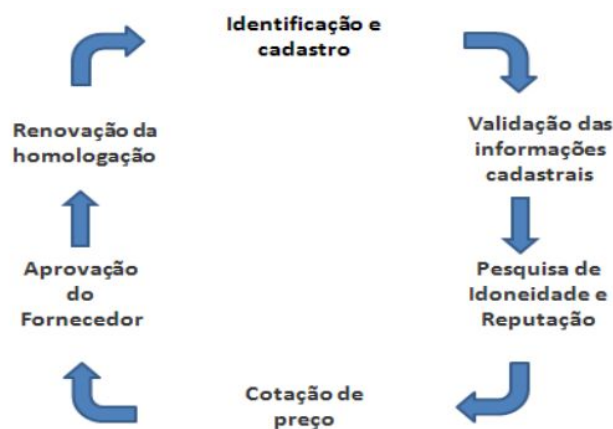 Identificação e
cadastro
Validação das
informações
cadastrais
Pesquisa de
Idoneidade e
Reputação
Cotação de
preço
Aprovação
do
Fornecedor
Renovação da
homologação